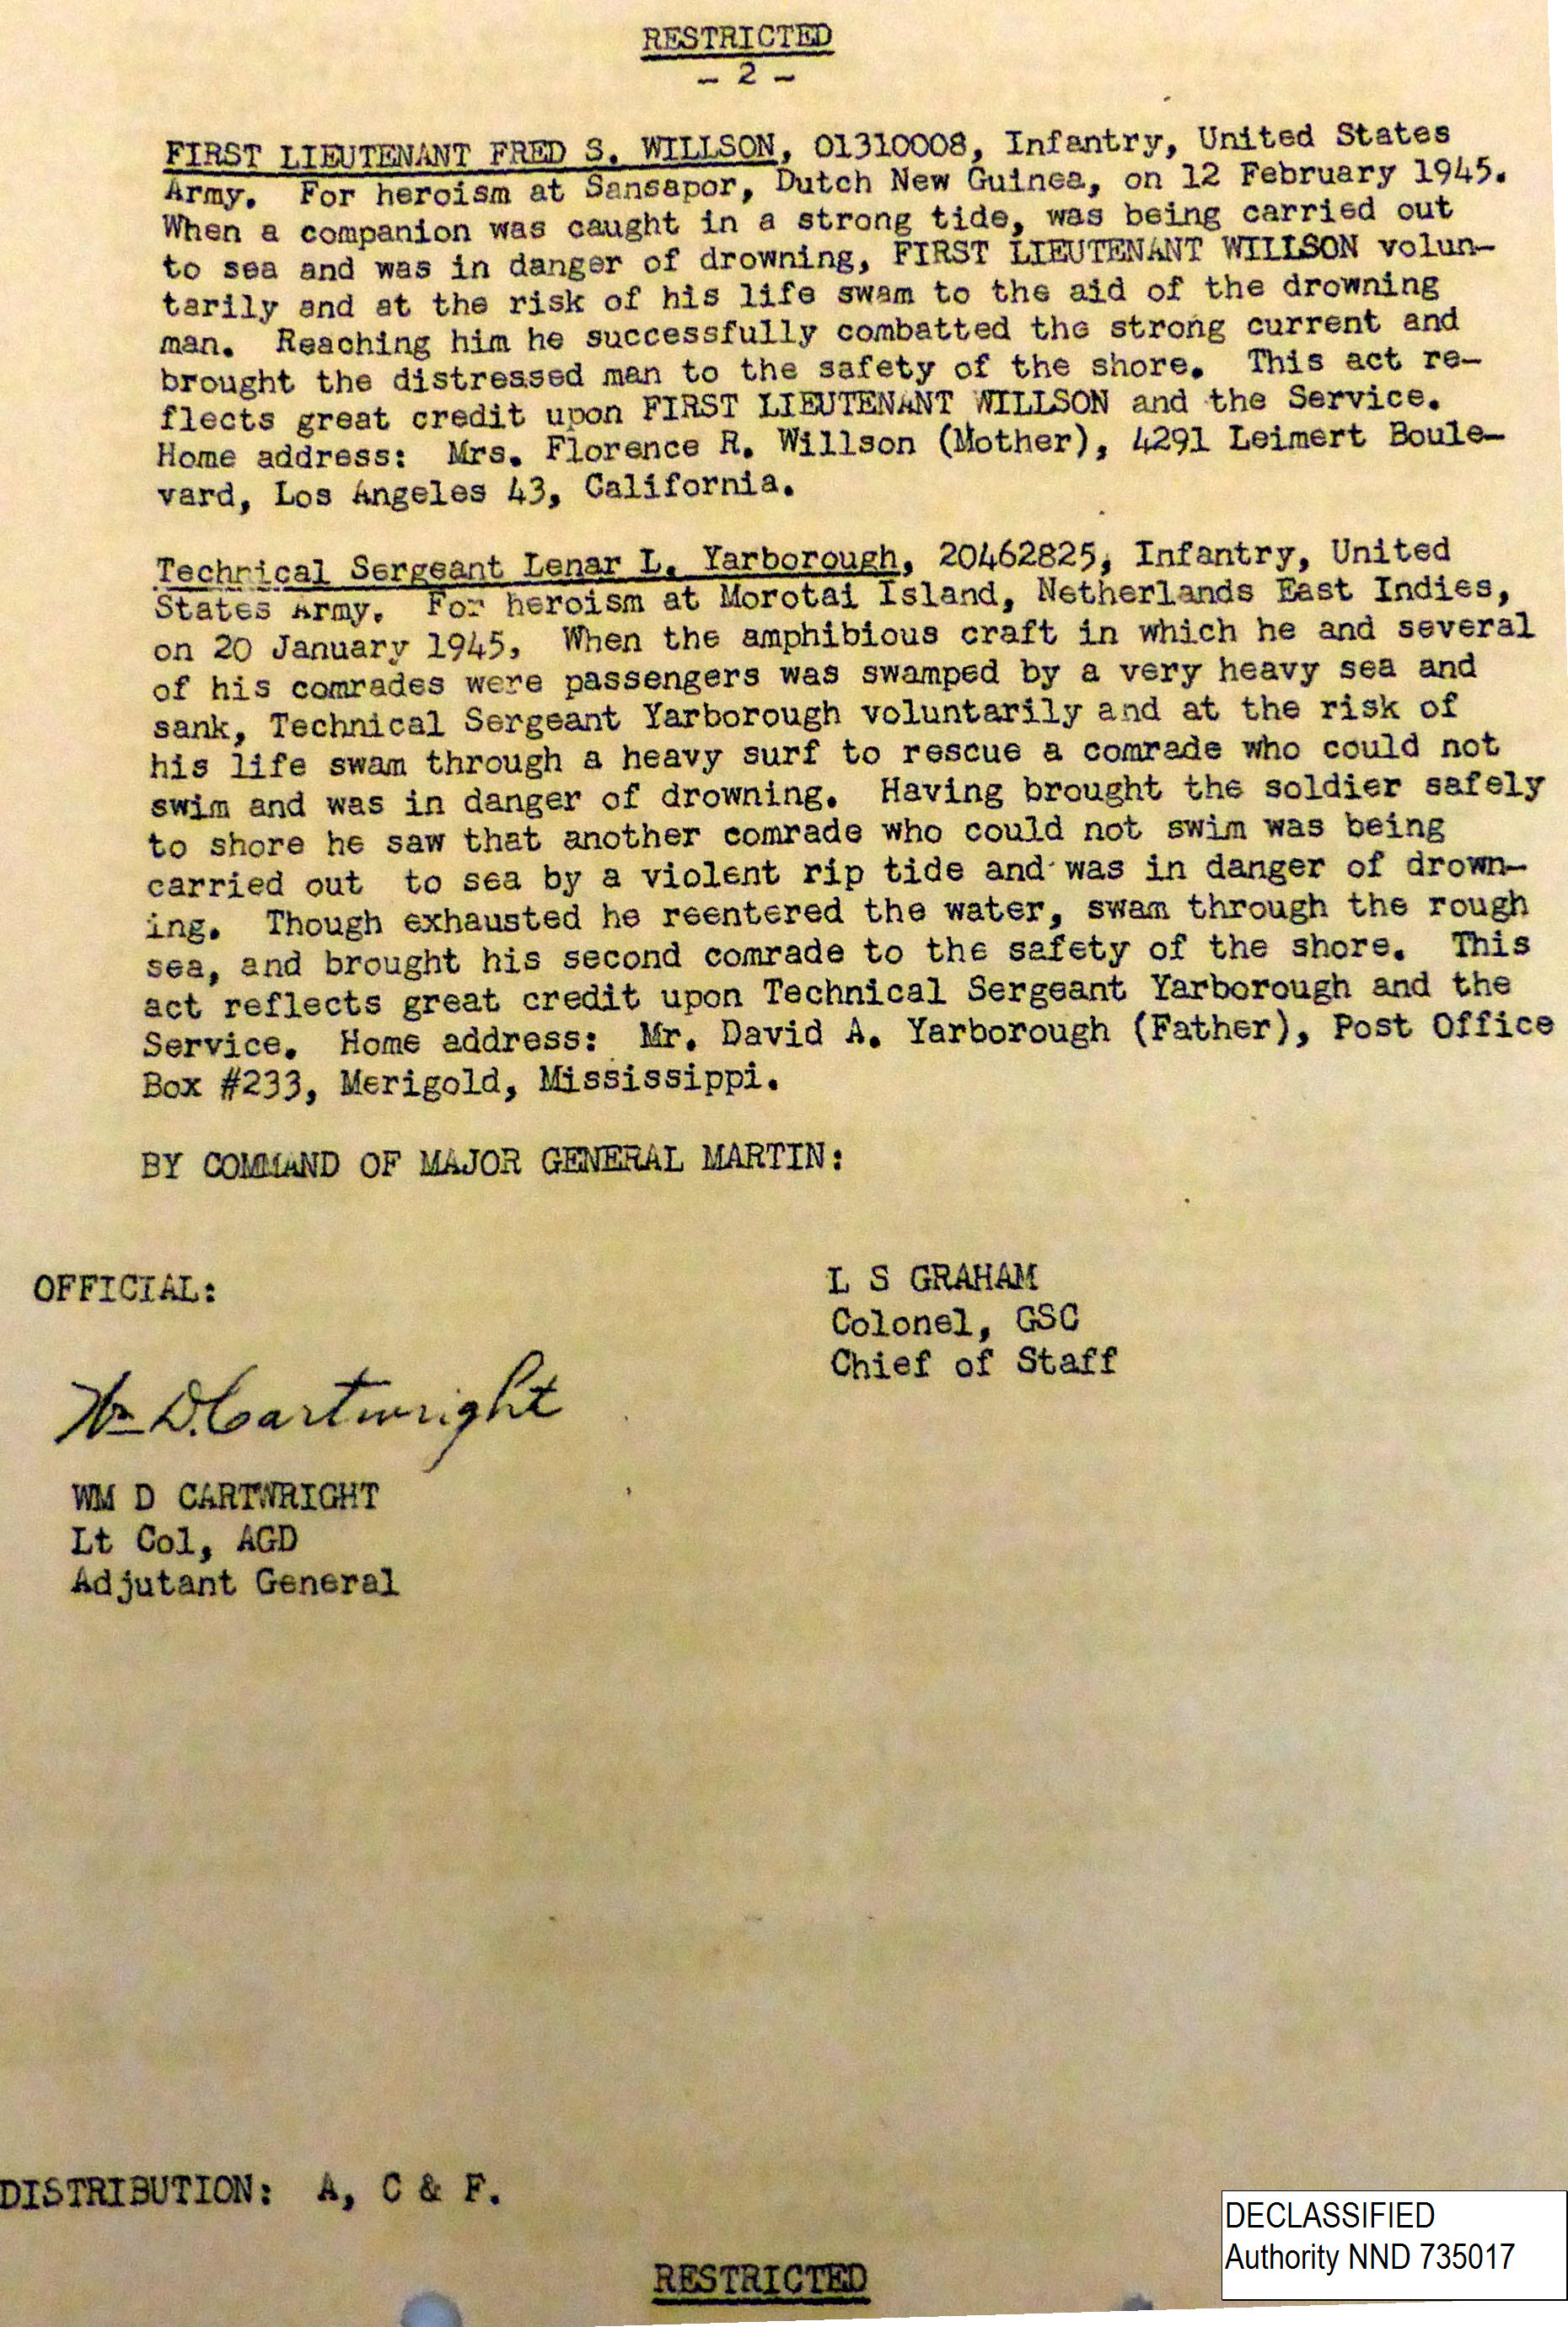 RESTRICTED
- 2 -
FIRST LIEUTENANT FRED S. WILLSON, 01310008, Infantry, United States
Army. For heroism at Sansapor, Dutch New Guinea, on 12 February 1945.
When a companion was caught in a strong tide, was being carried out
to sea and was in danger of drowning, FIRST LIEUTENANT WILLSON volun-
tarily and at the risk of his life swam to the aid of the drowning
man. Reaching him he successfully combatted the strong current and
brought the distressed man to the safety of the shore. This act re-
flects great credit upon FIRST LIEUTENANT WILLSON and the Service.
Home address: Mrs. Florence R. Willson (Mother), 4291 Leimert Boule-
vard, Los Angeles 43, California.
Technical Sergeant Lenar L. Yarborough, 20462825, Infantry, United
States Army. For heroism at Morotai Island, Netherlands East Indies,
on 20 January 1945, When the amphibious craft in which he and several
of his comrades were passengers was swamped by a very heavy sea and
sank, Technical Sergeant Yarborough voluntarily and at the risk of
his life swam through a heavy surf to rescue a comrade who could not
swim and was in danger of drowning. Having brought the soldier safely
to shore he saw that another comrade who could not swim was being
carried out to sea by a violent rip tide and was in danger of drown-
ing. Though exhausted he reentered the water, swam through the rough
sea, and brought his second comrade to the safety of the shore. This
act reflects great credit upon Technical Sergeant Yarborough and the
Service. Home address: Mr. David A. Yarborough (Father), Post Office
Box #233, Merigold, Mississippi.
BY COMMAND OF MAJOR GENERAL MARTIN:
OFFICIAL:
L S GRAHAM
Colonel, GSC
Chief of Staff
Wm D. Cartwright
WM D CARTWRIGHT
Lt Col, AGD
Adjutant General
DISTRIBUTION: A, C & F.
DECLASSIFIED
Authority NND 735017
RESTRICTED